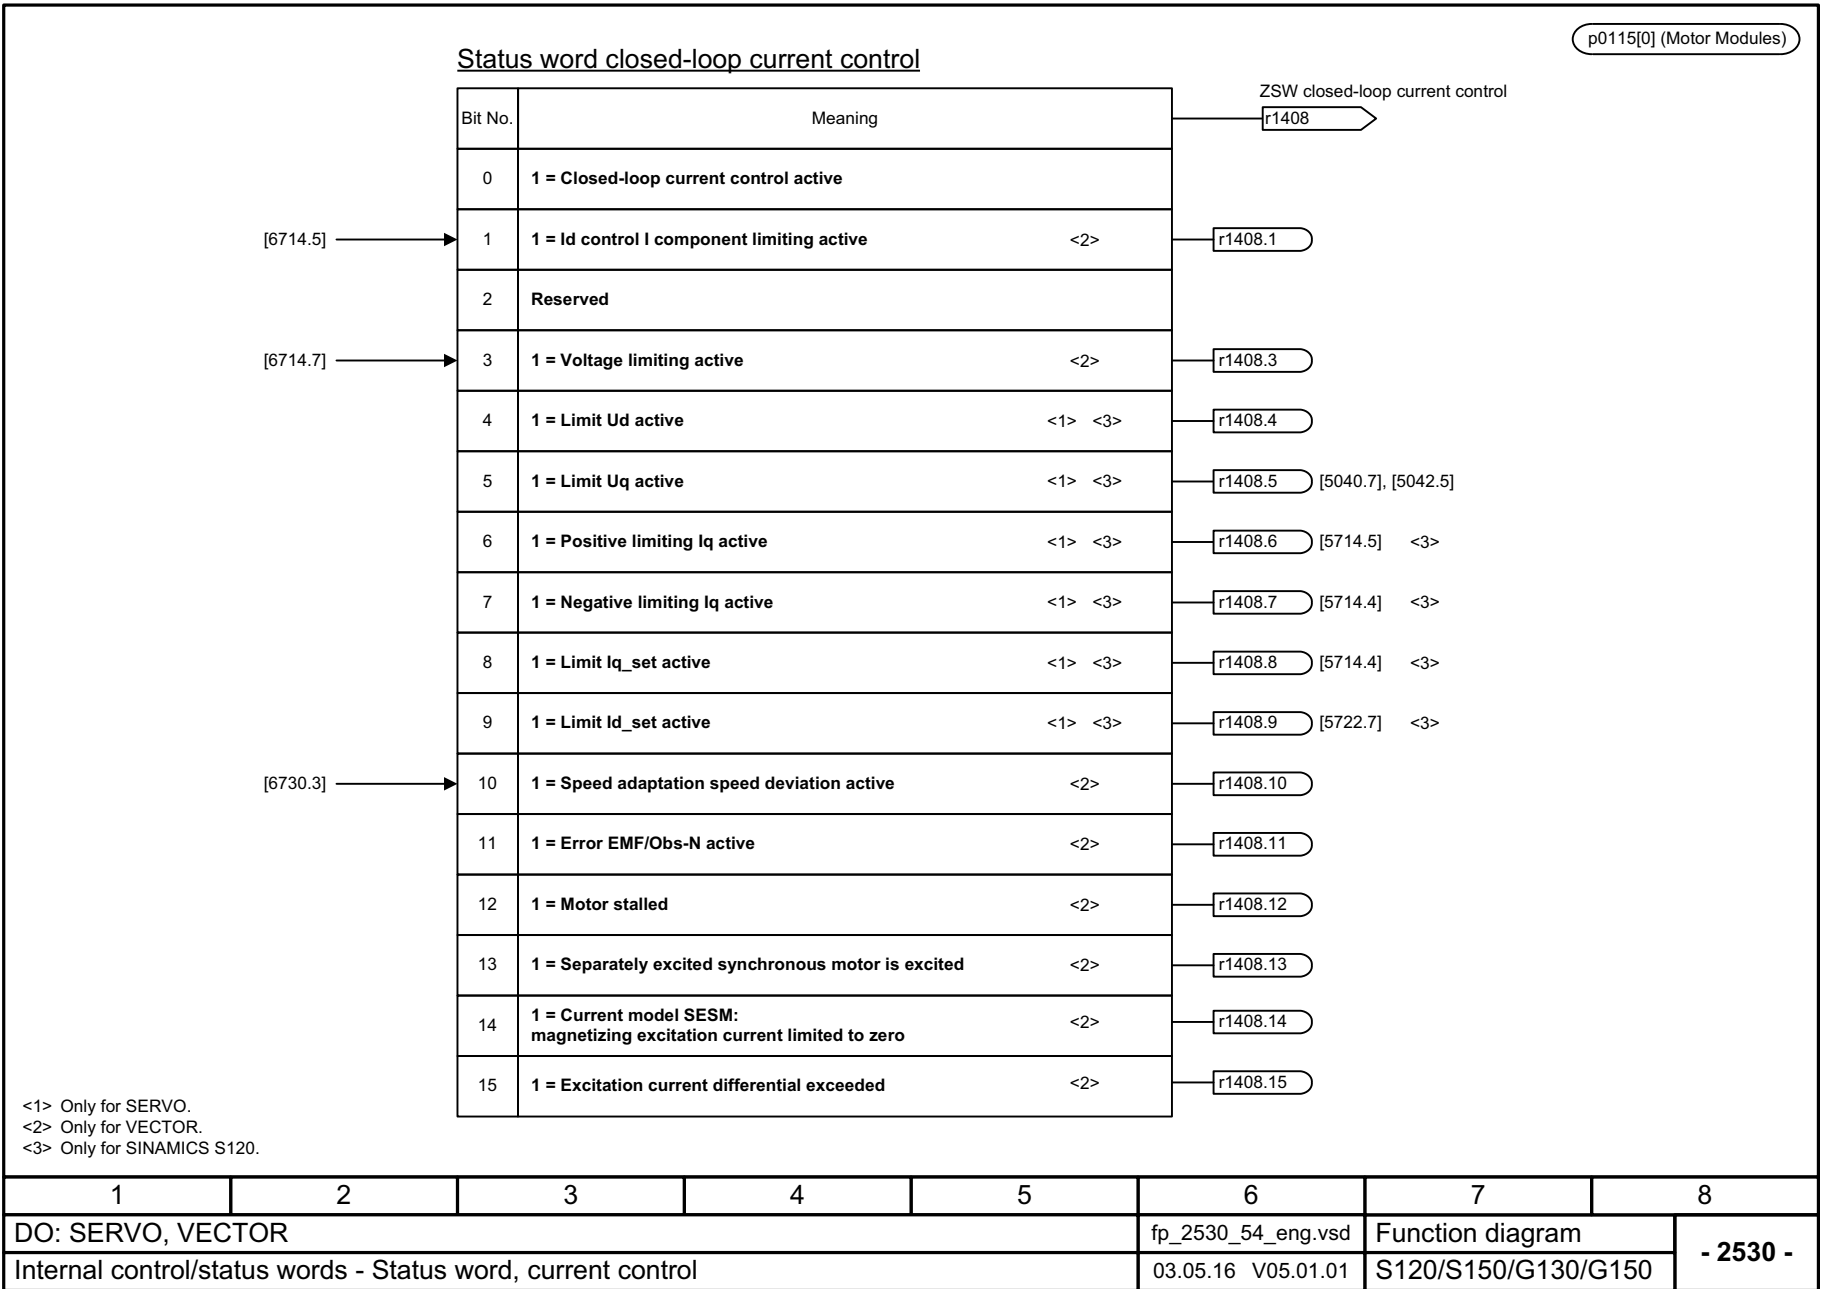 p0115[0] (Motor Modules)
Status word closed-loop current control
ZSW closed-loop current control
Bit No. Meaning r1408
0 1 = Closed-loop current control active
[6714.5] 1 1 = Id control I component limiting active <2> r1408.1
2 Reserved
[6714.7] 3 1 = Voltage limiting active <2> r1408.3
4 1 = Limit Ud active <1> <3> r1408.4
5 1 = Limit Uq active <1> <3> r1408.5 [5040.7], [5042.5]
6 1 = Positive limiting Iq active <1> <3> r1408.6 [5714.5] <3>
7 1 = Negative limiting Iq active <1> <3> r1408.7 [5714.4] <3>
8 1 = Limit Iq_set active <1> <3> r1408.8 [5714.4] <3>
9 1 = Limit Id_set active <1> <3> r1408.9 [5722.7] <3>
[6730.3] 10 1 = Speed adaptation speed deviation active <2> r1408.10
11 1 = Error EMF/Obs-N active <2> r1408.11
12 1 = Motor stalled <2> r1408.12
13 1 = Separately excited synchronous motor is excited <2> r1408.13
14 1 = Current model SESM:
magnetizing excitation current limited to zero <2> r1408.14
15 1 = Excitation current differential exceeded <2> r1408.15
<1> Only for SERVO.
<2> Only for VECTOR.
<3> Only for SINAMICS S120.
1 2 3 4 5 6 7 8
DO: SERVO, VECTOR fp_2530_54_eng.vsd Function diagram
- 2530 -
Internal control/status words - Status word, current control 03.05.16 V05.01.01 S120/S150/G130/G150